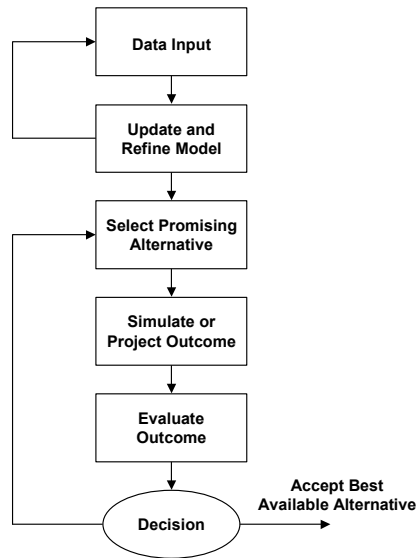 Data Input
Update and
Refine Model
Select Promising
Alternative
Simulate or
Project Outcome
Evaluate
Outcome
Accept Best
Available Alternative
Decision